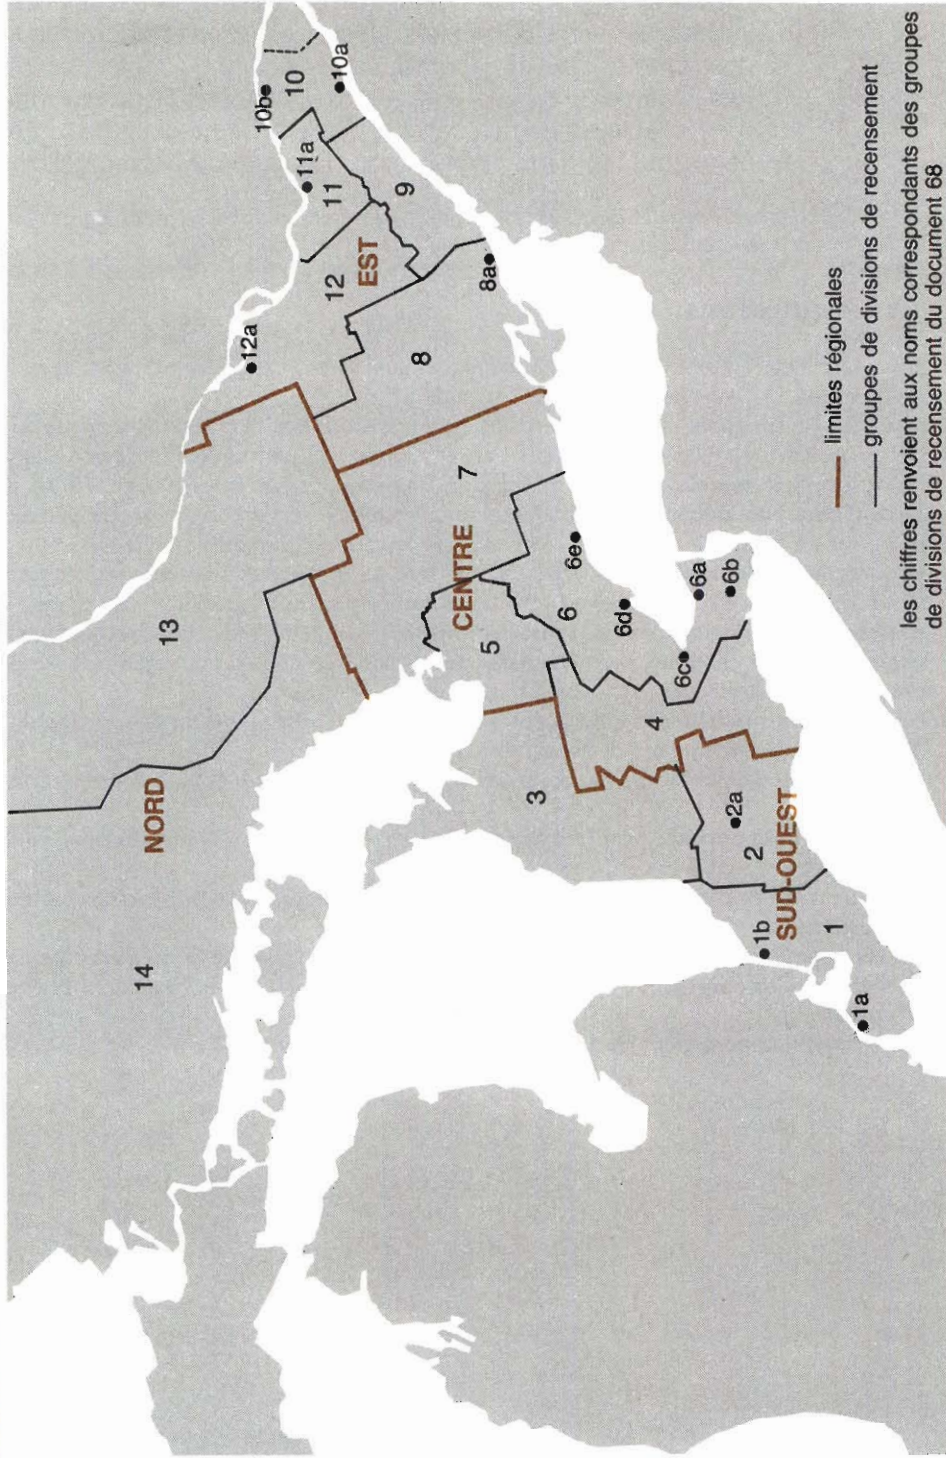 14
13
NORD
12a
10b
10
10a
11a
11
12
EST
9
8
8a
7
CENTRE
5
6
6e
6d
6c
6a
6b
3
4
2a
2
1b
SUD-OUEST
1
1a
limites régionales
groupes de divisions de recensement
les chiffres renvoient aux noms correspondants des groupes
de divisions de recensement du document 68